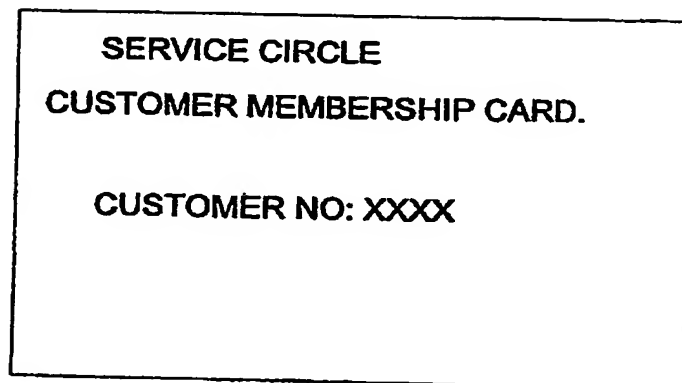 SERVICE CIRCLE
CUSTOMER MEMBERSHIP CARD.
CUSTOMER NO: XXXX